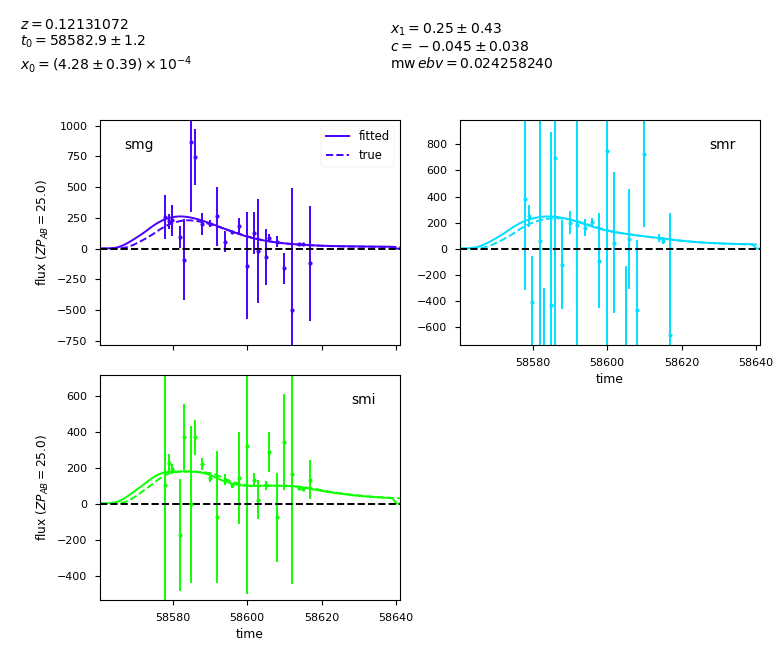 z = 0.12131072
t₀ = 58582.9 ± 1.2
x₀ = (4.28 ± 0.39) × 10⁻⁴
x₁ = 0.25 ± 0.43
c = −0.045 ± 0.038
mw ebv = 0.024258240
smg
fitted
true
1000
750
500
250
0
−250
−500
−750
flux (ZP_AB = 25.0)
smr
800
600
400
200
0
−200
−400
−600
58580 58600 58620 58640
time
smi
600
400
200
0
−200
−400
flux (ZP_AB = 25.0)
58580 58600 58620 58640
time